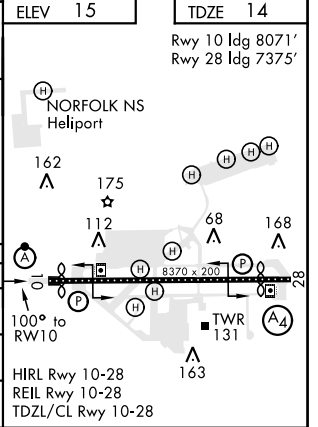 ELEV 15
TDZE 14
Rwy 10 ldg 8071'
Rwy 28 ldg 7375'
H
NORFOLK NS
Heliport
H
H
H
H
162
175
112
68
168
A
H
H
P
8370 x 200
10
28
H
H
P
100° to
RW10
TWR
131
A4
163
HIRL Rwy 10-28
REIL Rwy 10-28
TDZL/CL Rwy 10-28